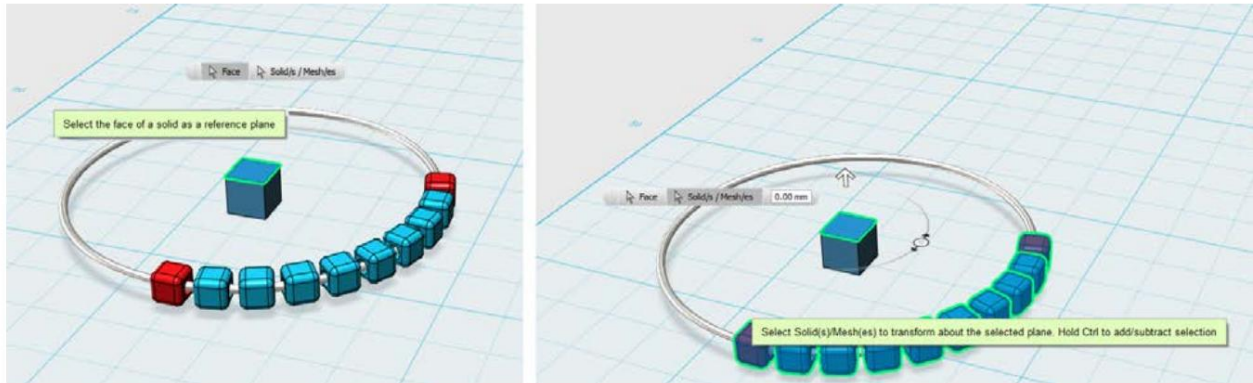 Face Solid/s / Mesh/es
Select the face of a solid as a reference plane
Face Solid/s / Mesh/es 0.00 mm
Select Solid(s)/Mesh(es) to transform about the selected plane. Hold Ctrl to add/subtract selection